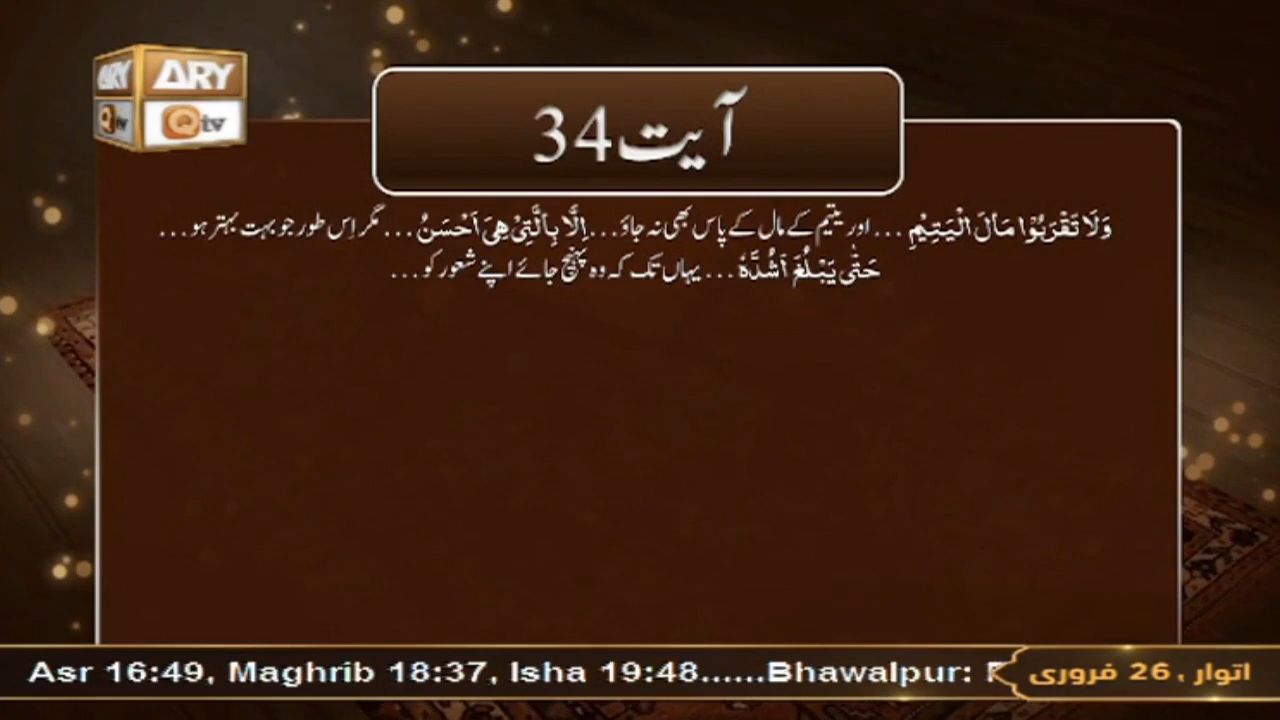 ARY
ARY
Qtv
Qtv
آیت 34
وَلَا تَقْرَبُوْا مَالَ الْيَتِيْمِ ... اور یتیم کے مال کے پاس بھی نہ جاؤ... اِلَّا بِالَّتِيْ هِيَ اَحْسَنُ ... مگر اِس طور جو بہت بہتر ہو...
حَتّٰى يَبْلُغَ اَشُدَّهٗ ... یہاں تک کہ وہ پہنچ جائے اپنے شعور کو...
Asr 16:49, Maghrib 18:37, Isha 19:48......Bhawalpur:
اتوار ، 26 فروری